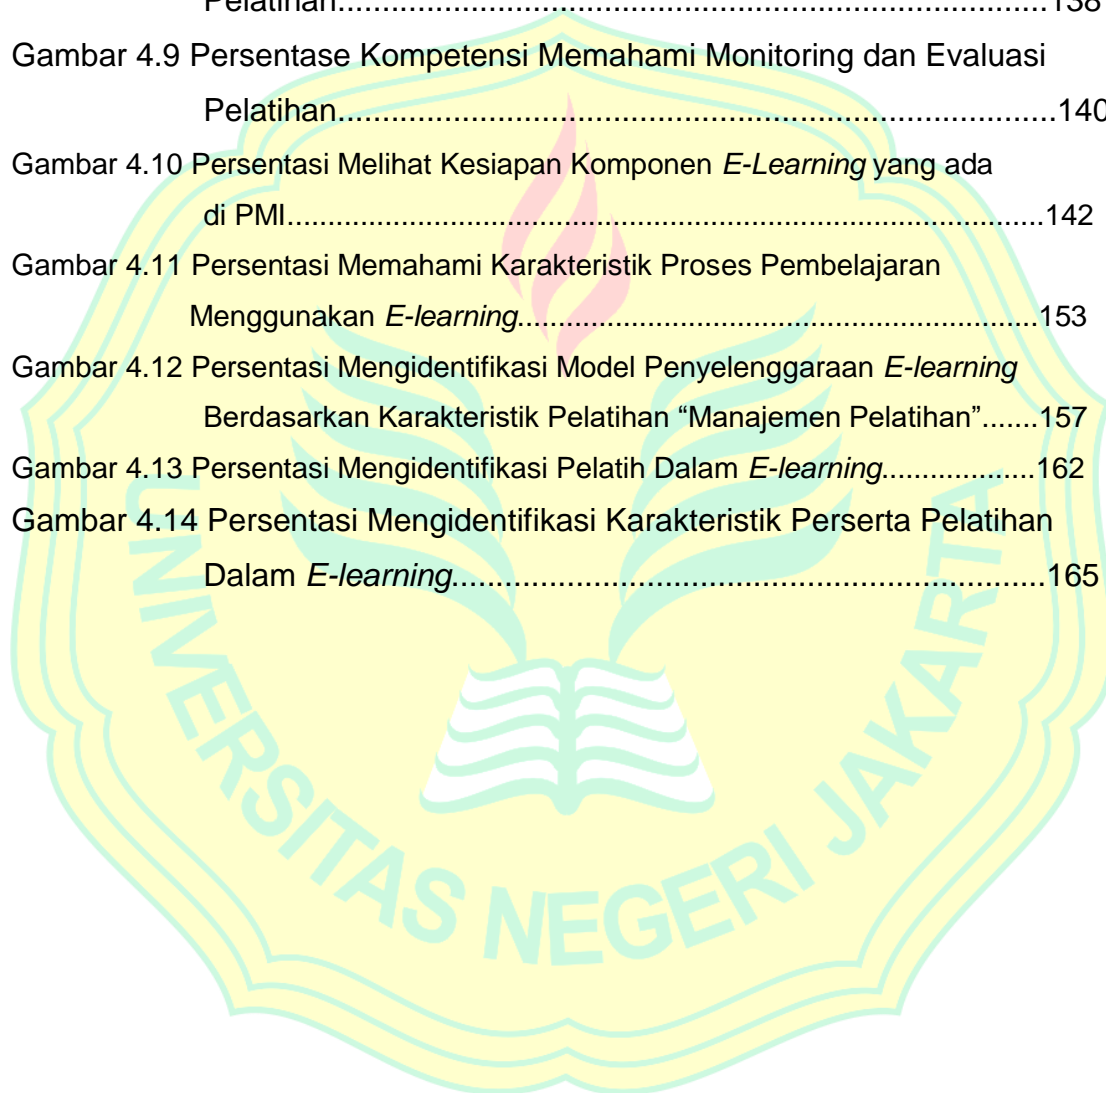 Pelatihan....................................................................................138
Gambar 4.9 Persentase Kompetensi Memahami Monitoring dan Evaluasi
Pelatihan....................................................................................140
Gambar 4.10 Persentasi Melihat Kesiapan Komponen E-Learning yang ada
di PMI...........................................................................................142
Gambar 4.11 Persentasi Memahami Karakteristik Proses Pembelajaran
Menggunakan E-learning...............................................................153
Gambar 4.12 Persentasi Mengidentifikasi Model Penyelenggaraan E-learning
Berdasarkan Karakteristik Pelatihan “Manajemen Pelatihan”.......157
Gambar 4.13 Persentasi Mengidentifikasi Pelatih Dalam E-learning..................162
Gambar 4.14 Persentasi Mengidentifikasi Karakteristik Perserta Pelatihan
Dalam E-learning.....................................................................165
UNIVERSITAS NEGERI JAKARTA